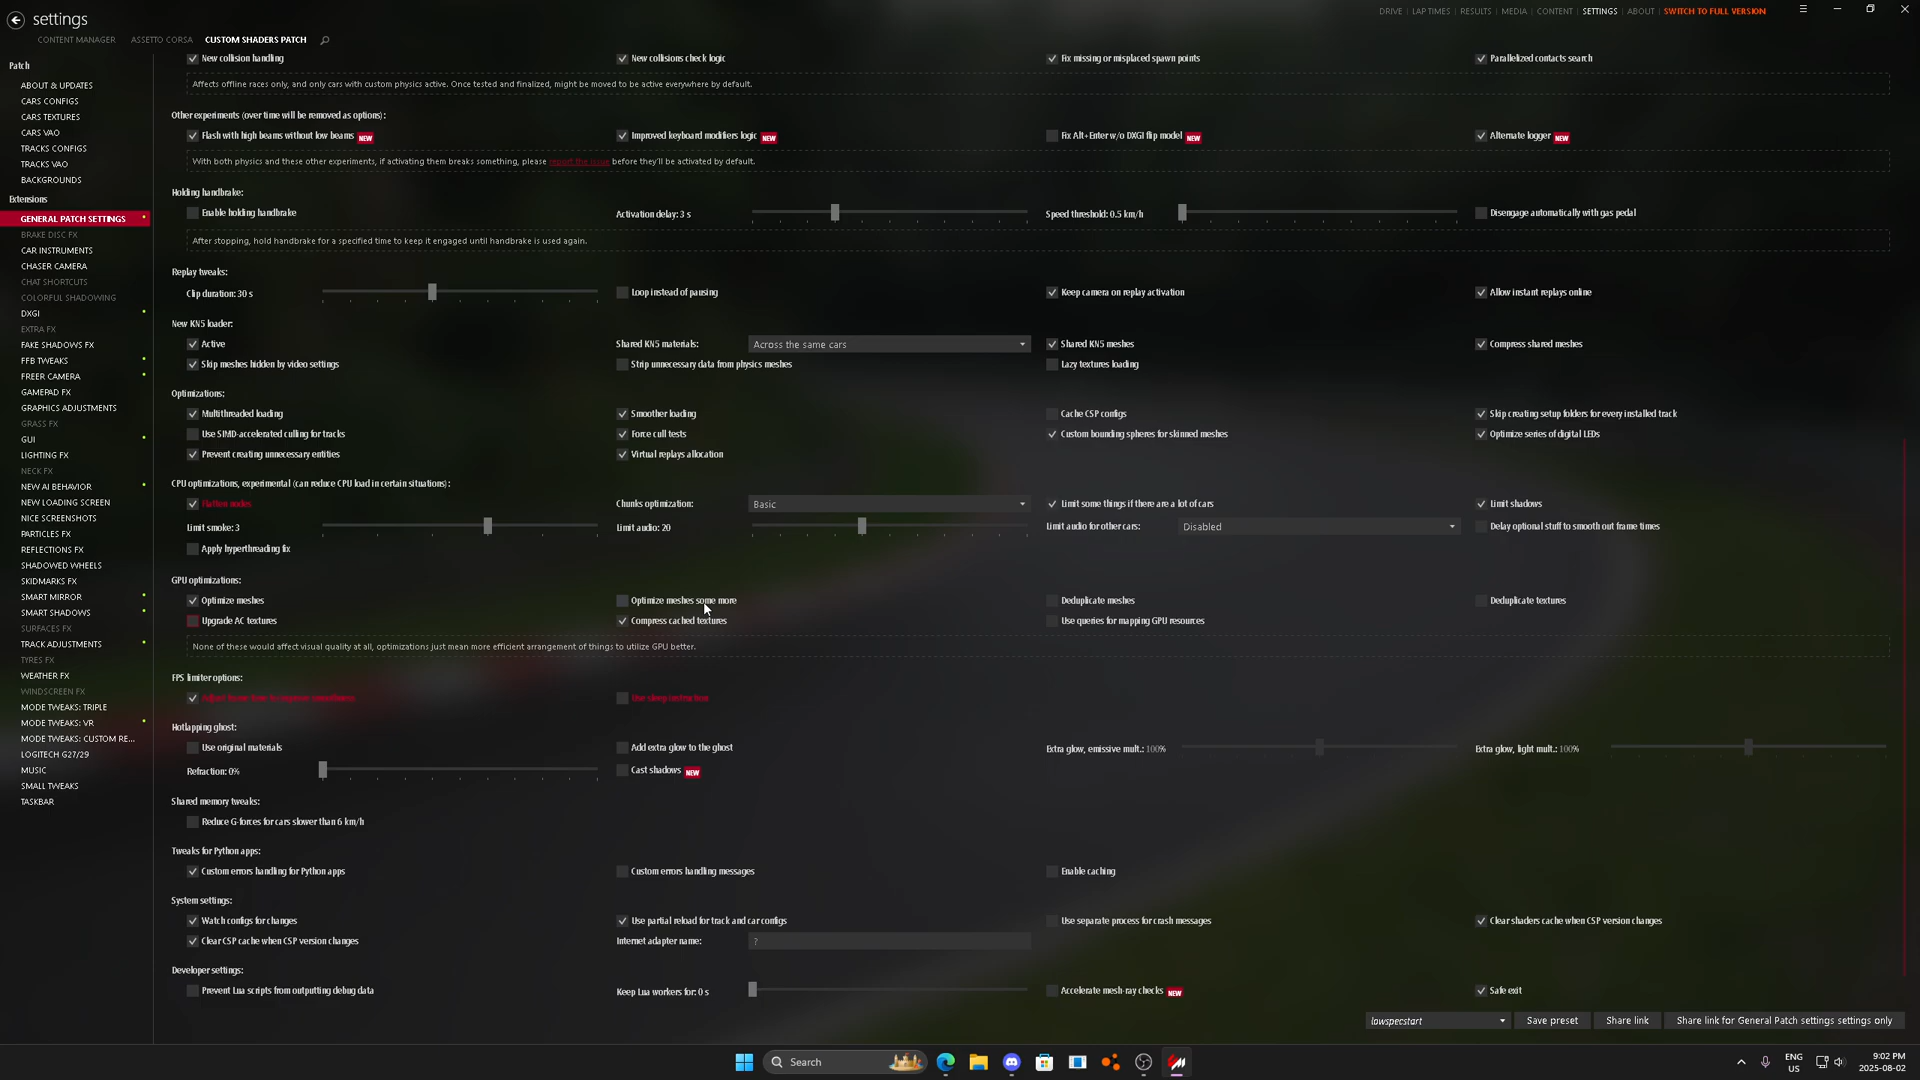 settings
DRIVE LAP TIMES RESULTS MEDIA CONTENT SETTINGS ABOUT SWITCH TO FULL VERSION
CONTENT MANAGER ASSETTO CORSA CUSTOM SHADERS PATCH
Patch
ABOUT & UPDATES
CARS CONFIGS
CARS TEXTURES
CARS VAO
TRACKS CONFIGS
TRACKS VAO
BACKGROUNDS
Extensions
GENERAL PATCH SETTINGS
BRAKE DISC FX
CAR INSTRUMENTS
CHASER CAMERA
CHAT SHORTCUTS
COLORFUL SHADOWING
DXGI
EXTRA FX
FAKE SHADOWS FX
FFB TWEAKS
FREER CAMERA
GAMEPAD FX
GRAPHICS ADJUSTMENTS
GRASS FX
GUI
LIGHTING FX
NECK FX
NEW AI BEHAVIOR
NEW LOADING SCREEN
NICE SCREENSHOTS
PARTICLES FX
REFLECTIONS FX
SHADOWED WHEELS
SKIDMARKS FX
SMART MIRROR
SMART SHADOWS
SURFACES FX
TRACK ADJUSTMENTS
TYRES FX
WEATHER FX
WINDSCREEN FX
MODE TWEAKS: TRIPLE
MODE TWEAKS: VR
MODE TWEAKS: CUSTOM RE...
LOGITECH G27/29
MUSIC
SMALL TWEAKS
TASKBAR
New collision handling New collisions check logic Fix missing or misplaced spawn points Parallelized contacts search
Affects offline races only, and only cars with custom physics active. Once tested and finalized, might be moved to be active everywhere by default.
Other experiments (over time will be removed as options):
Flash with high beams without low beams NEW Improved keyboard modifiers logic NEW Fix Alt+Enter w/o DXGI flip model NEW Alternate logger NEW
With both physics and these other experiments, if activating them breaks something, please report the issue before they'll be activated by default.
Holding handbrake:
Enable holding handbrake Activation delay: 3 s Speed threshold: 0.5 km/h Disengage automatically with gas pedal
After stopping, hold handbrake for a specified time to keep it engaged until handbrake is used again.
Replay tweaks:
Clip duration: 30 s Loop instead of pausing Keep camera on replay activation Allow instant replays online
New KN5 loader:
Active Shared KN5 materials: Across the same cars Shared KN5 meshes Compress shared meshes
Skip meshes hidden by video settings Strip unnecessary data from physics meshes Lazy textures loading
Optimizations:
Multithreaded loading Smoother loading Cache CSP configs Skip creating setup folders for every installed track
Use SIMD-accelerated culling for tracks Force cull tests Custom bounding spheres for skinned meshes Optimize series of digital LEDs
Prevent creating unnecessary entities Virtual replays allocation
CPU optimizations, experimental (can reduce CPU load in certain situations):
Flatten nodes Chunks optimization: Basic Limit some things if there are a lot of cars Limit shadows
Limit smoke: 3 Limit audio: 20 Limit audio for other cars: Disabled Delay optional stuff to smooth out frame times
Apply hyperthreading fix
GPU optimizations:
Optimize meshes Optimize meshes some more Deduplicate meshes Deduplicate textures
Upgrade AC textures Compress cached textures Use queries for mapping GPU resources
None of these would affect visual quality at all, optimizations just mean more efficient arrangement of things to utilize GPU better.
FPS limiter options:
Adjust frame time to improve smoothness Use sleep instruction
Hotlapping ghost:
Use original materials Add extra glow to the ghost Extra glow, emissive mult.: 100% Extra glow, light mult.: 100%
Refraction: 0% Cast shadows NEW
Shared memory tweaks:
Reduce G-forces for cars slower than 6 km/h
Tweaks for Python apps:
Custom errors handling for Python apps Custom errors handling messages Enable caching
System settings:
Watch configs for changes Use partial reload for track and car configs Use separate process for crash messages Clear shaders cache when CSP version changes
Clear CSP cache when CSP version changes Internet adapter name: ?
Developer settings:
Prevent Lua scripts from outputting debug data Keep Lua workers for: 0 s Accelerate mesh-ray checks NEW Safe exit
lowspecstart Save preset Share link Share link for General Patch settings settings only
Search
ENG
US
9:02 PM
2025-08-02